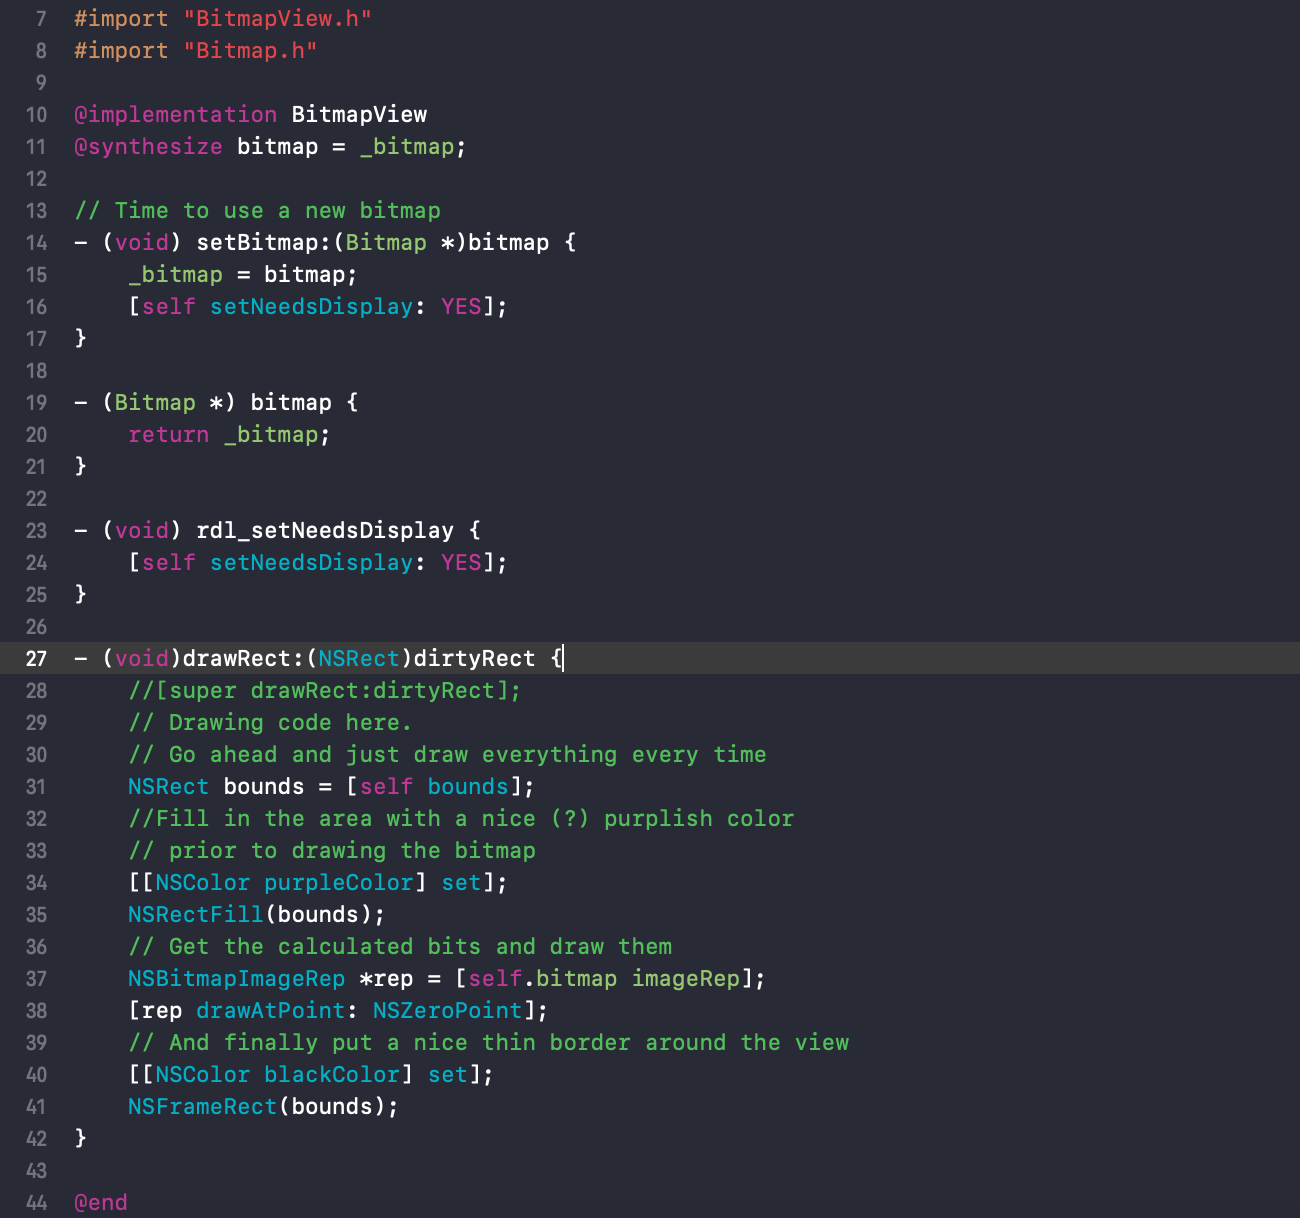 7 #import "BitmapView.h"
8 #import "Bitmap.h"
9
10 @implementation BitmapView
11 @synthesize bitmap = _bitmap;
12
13 // Time to use a new bitmap
14 - (void) setBitmap:(Bitmap *)bitmap {
15     _bitmap = bitmap;
16     [self setNeedsDisplay: YES];
17 }
18
19 - (Bitmap *) bitmap {
20     return _bitmap;
21 }
22
23 - (void) rdl_setNeedsDisplay {
24     [self setNeedsDisplay: YES];
25 }
26
27 - (void)drawRect:(NSRect)dirtyRect {
28     //[super drawRect:dirtyRect];
29     // Drawing code here.
30     // Go ahead and just draw everything every time
31     NSRect bounds = [self bounds];
32     //Fill in the area with a nice (?) purplish color
33     // prior to drawing the bitmap
34     [[NSColor purpleColor] set];
35     NSRectFill(bounds);
36     // Get the calculated bits and draw them
37     NSBitmapImageRep *rep = [self.bitmap imageRep];
38     [rep drawAtPoint: NSZeroPoint];
39     // And finally put a nice thin border around the view
40     [[NSColor blackColor] set];
41     NSFrameRect(bounds);
42 }
43
44 @end